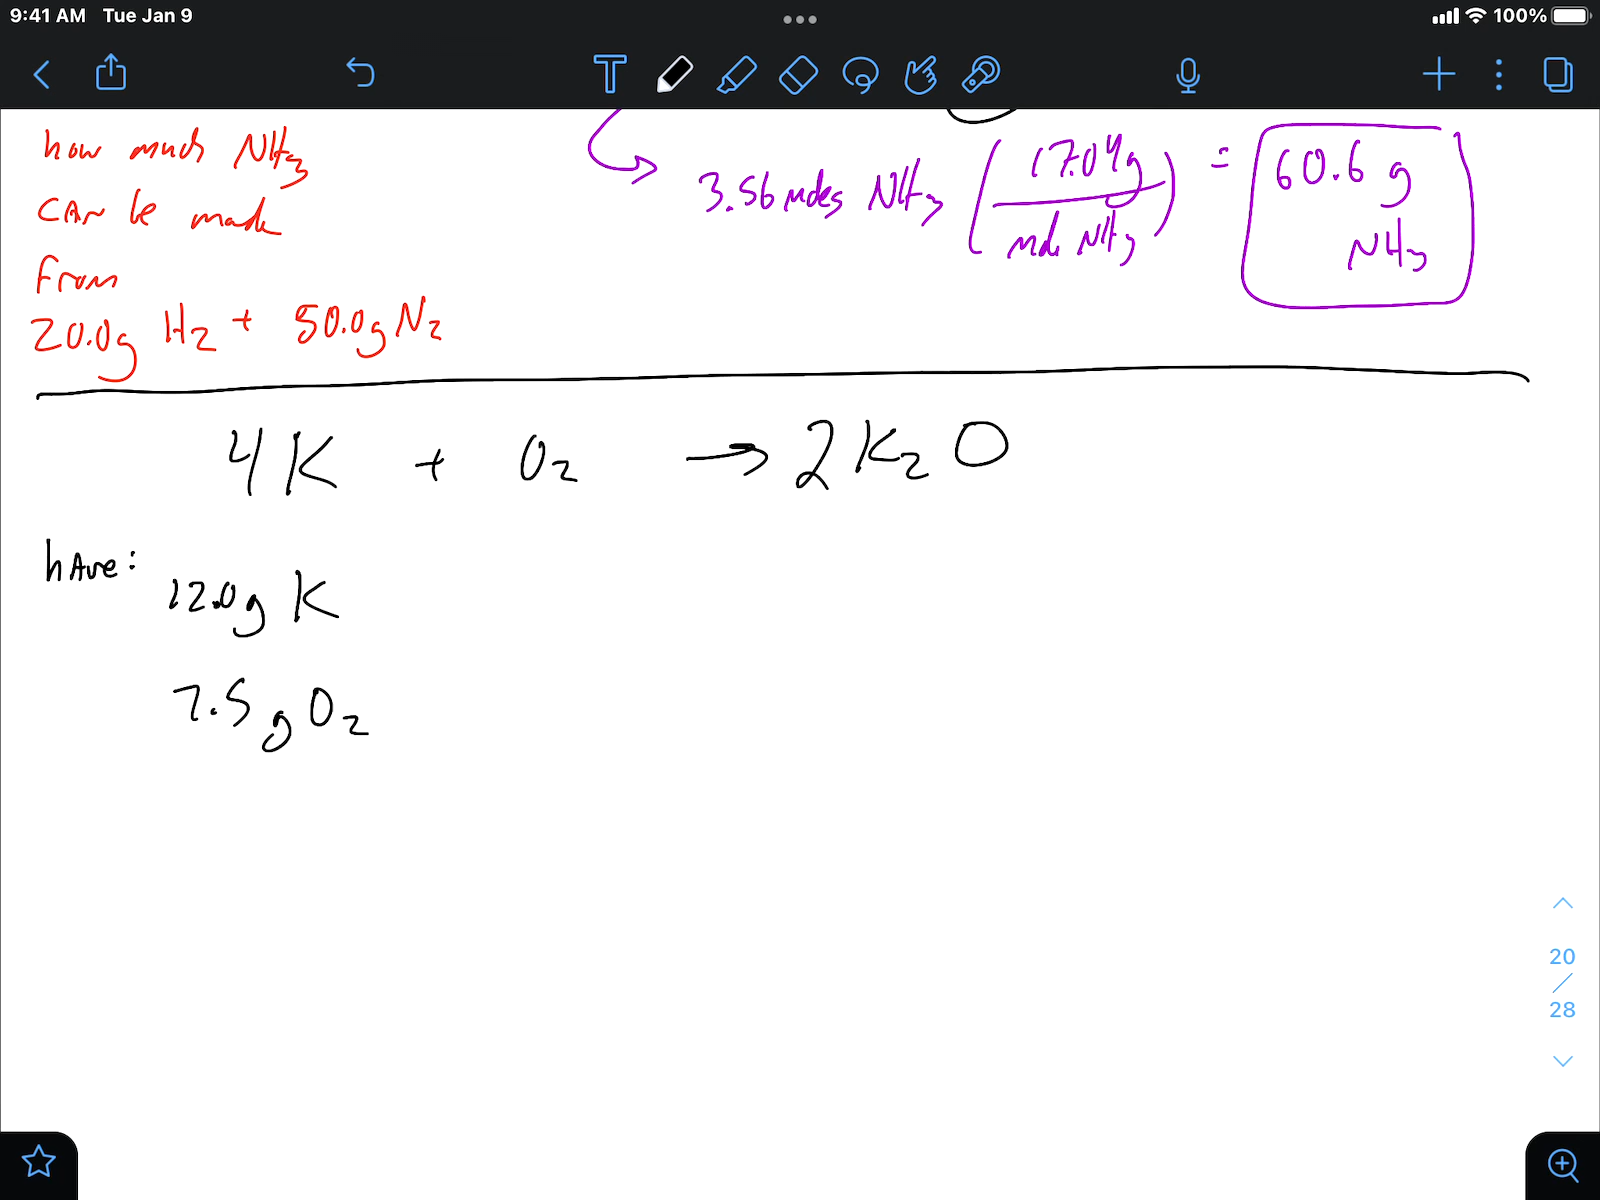 9:41 AM Tue Jan 9
100%
how much NH₃
CAN be made
From
20.0g H₂ + 50.0g N₂
3.56 moles NH₃ (17.04g / mol NH₃) = 60.6 g NH₃
4K + O₂ → 2K₂O
hAve:
12.0g K
7.5g O₂
20
/
28